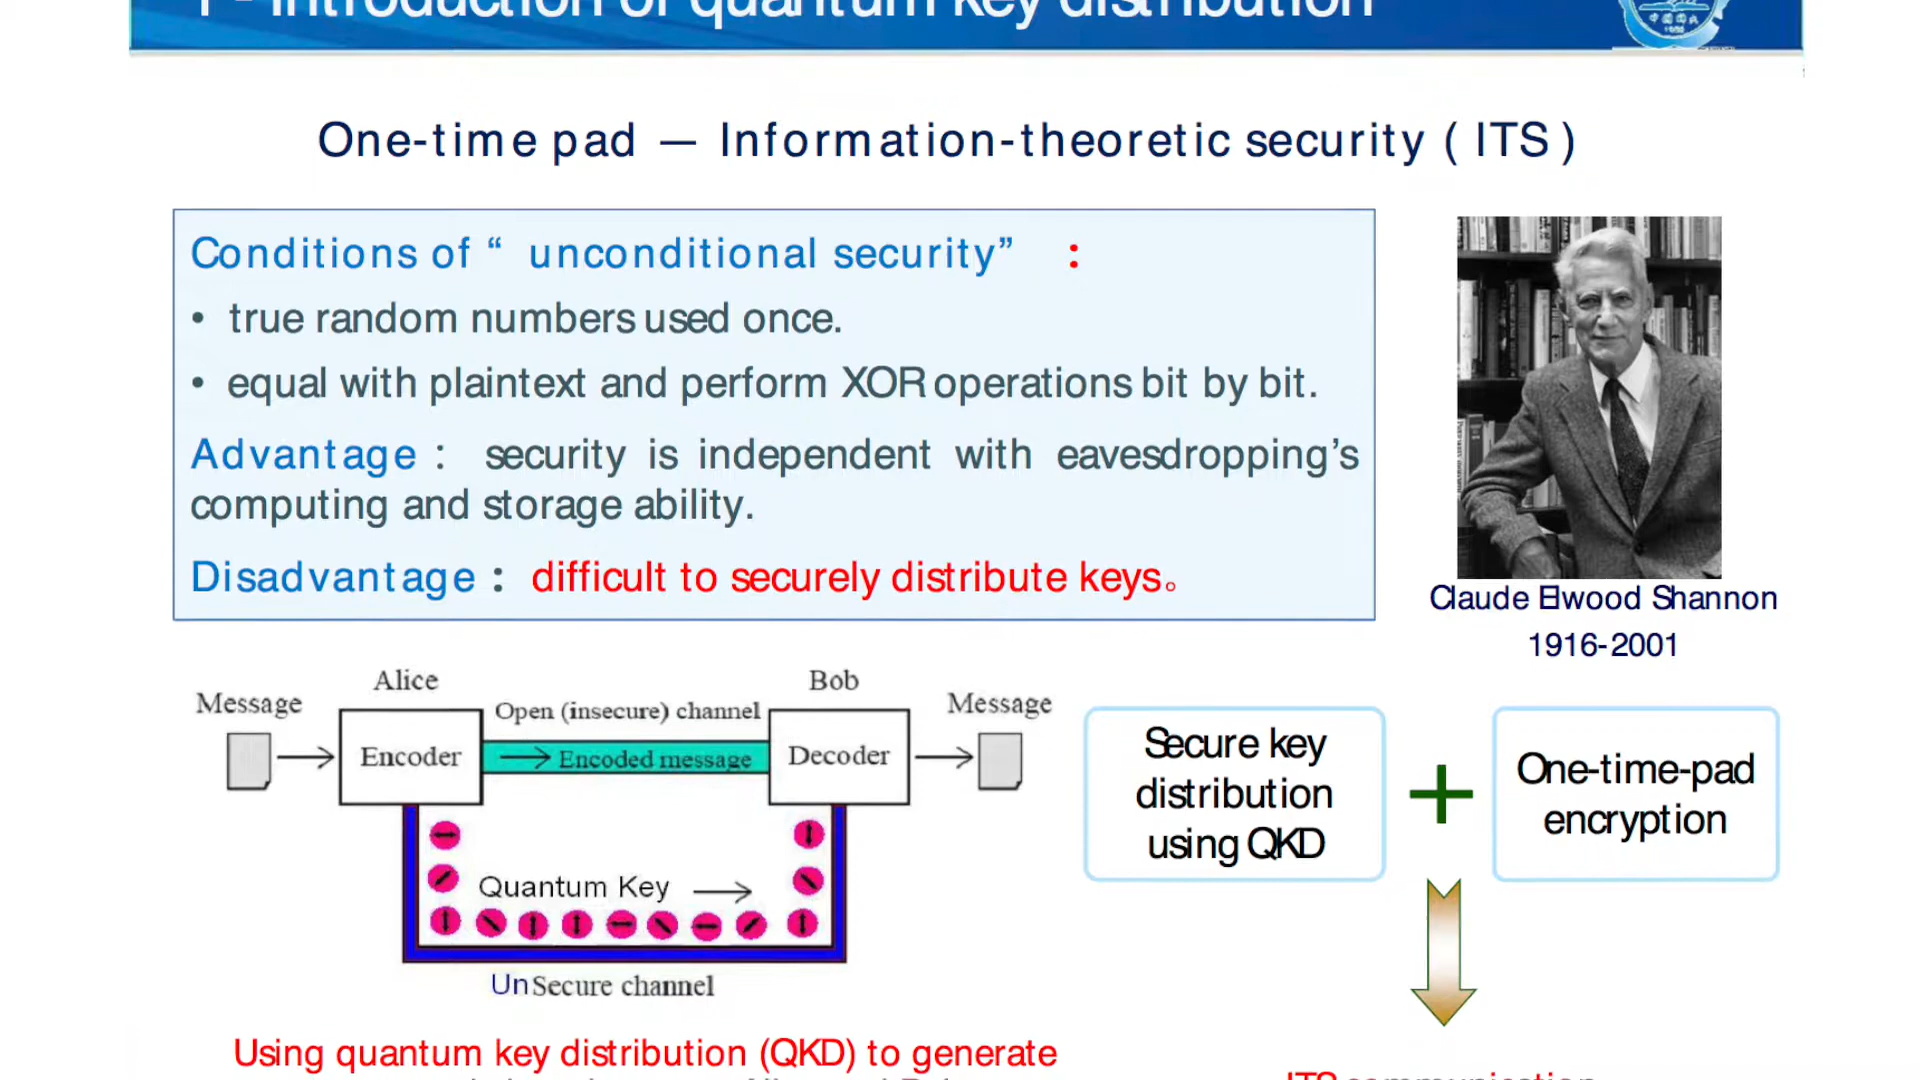 1 - Introduction of quantum key distribution
One-time pad — Information-theoretic security ( ITS )
Conditions of “ unconditional security” :
• true random numbers used once.
• equal with plaintext and perform XOR operations bit by bit.
Advantage : security is independent with eavesdropping’s
computing and storage ability.
Disadvantage : difficult to securely distribute keys。
Claude Elwood Shannon
1916-2001
Alice
Bob
Message
Open (insecure) channel
Message
Encoder
Encoded message
Decoder
Quantum Key
UnSecure channel
Secure key
distribution
using QKD
One-time-pad
encryption
Using quantum key distribution (QKD) to generate
ITS communication